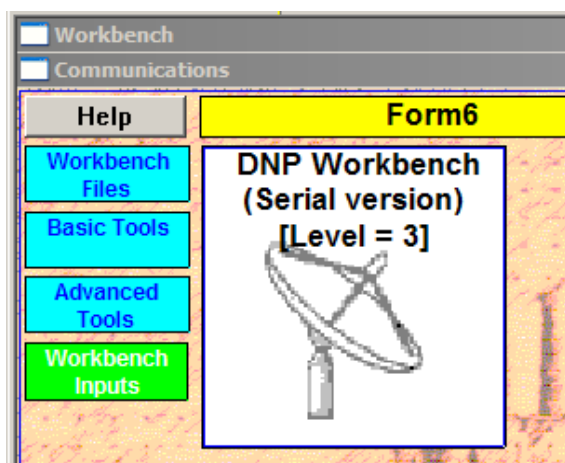 Workbench
Communications
Help
Form6
Workbench
Files
Basic Tools
Advanced
Tools
Workbench
Inputs
DNP Workbench
(Serial version)
[Level = 3]